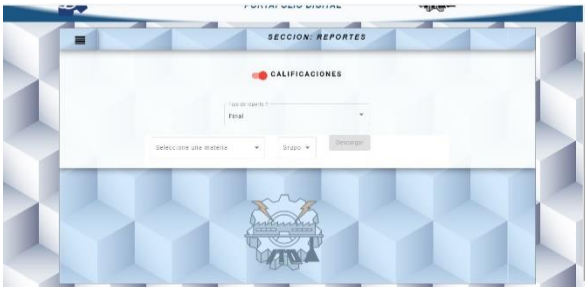 PORTAFOLIO DIGITAL
SECCION: REPORTES
CALIFICACIONES
Tipo de reporte *
Final
Seleccione una materia
Grupo
Descargar